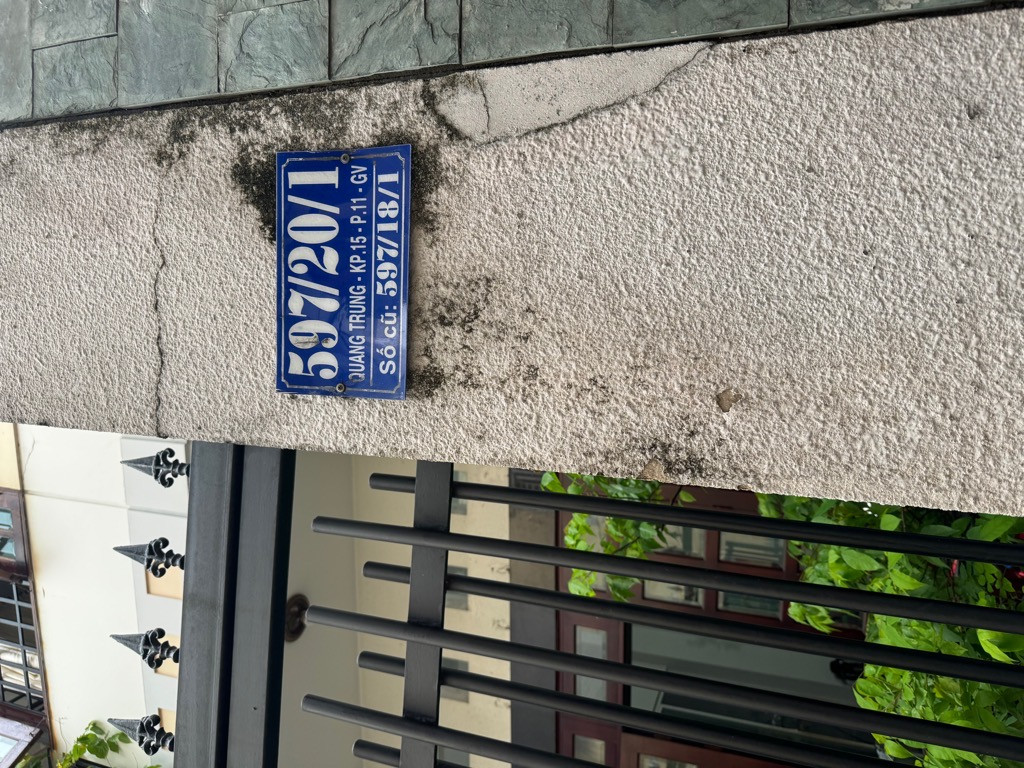 597/20/1
QUANG TRUNG - KP.15 - P.11 - GV
Số cũ: 597/18/1